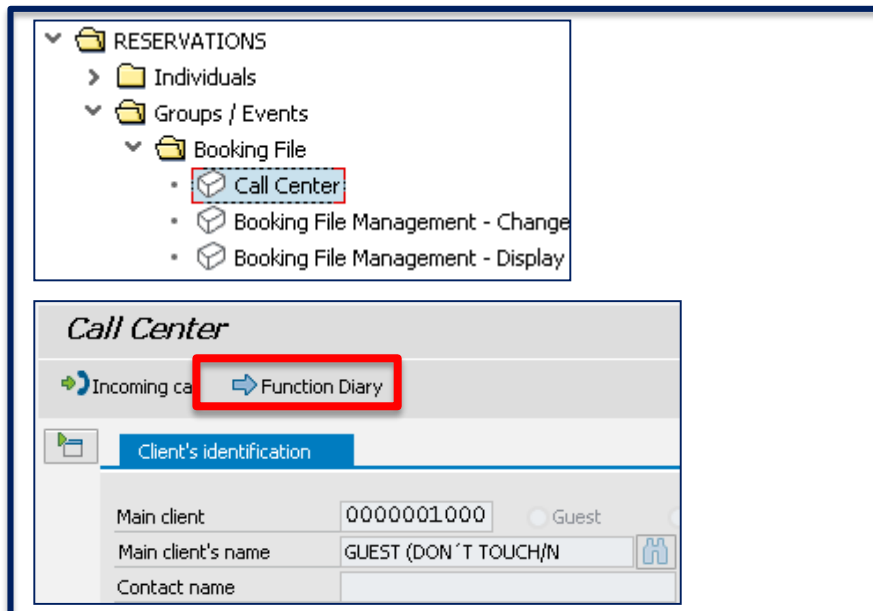 RESERVATIONS
Individuals
Groups / Events
Booking File
Call Center
Booking File Management - Change
Booking File Management - Display
Call Center
Incoming ca Function Diary
Client's identification
Main client 0000001000 Guest
Main client's name GUEST (DON´T TOUCH/N
Contact name